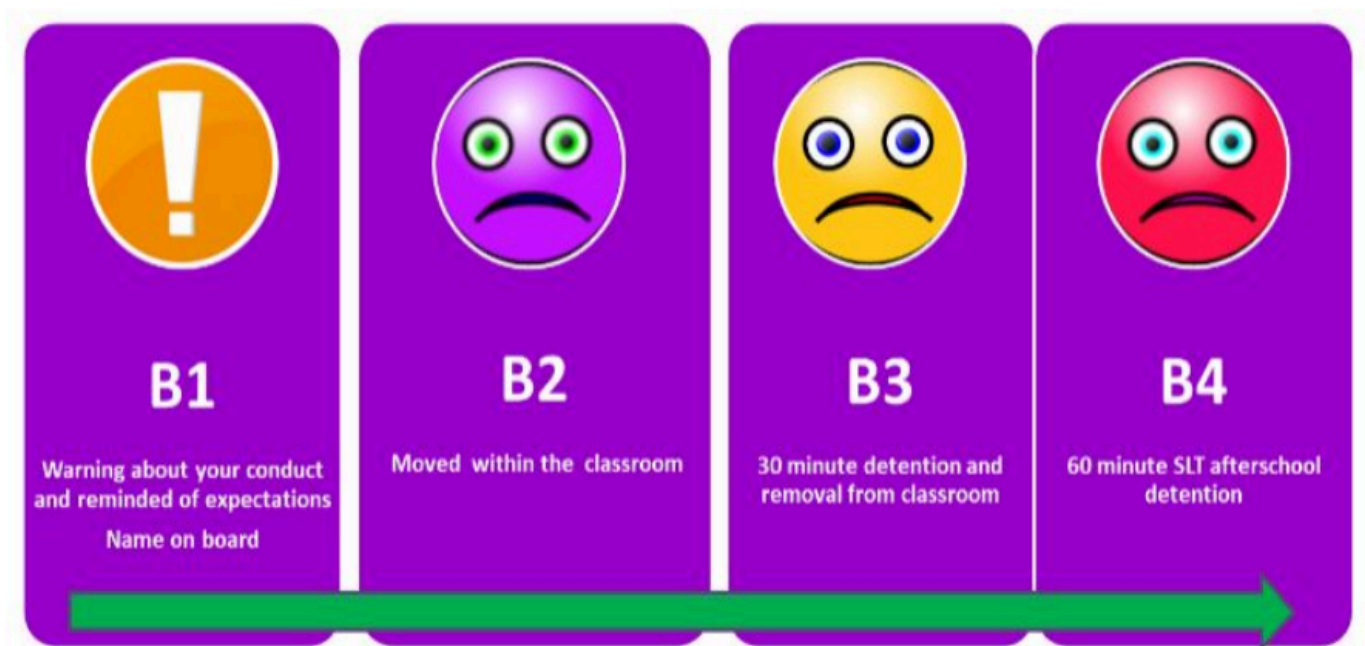 B1
Warning about your conduct
and reminded of expectations
Name on board
B2
Moved within the classroom
B3
30 minute detention and
removal from classroom
B4
60 minute SLT afterschool
detention